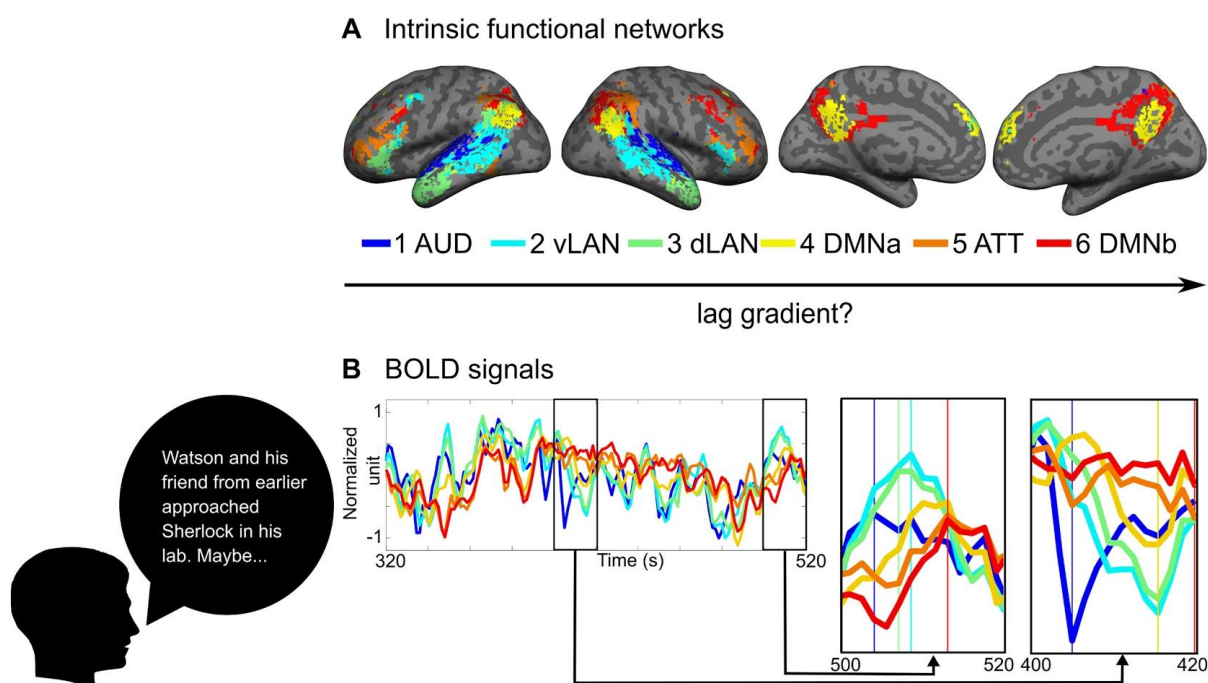 A Intrinsic functional networks
1 AUD 2 vLAN 3 dLAN 4 DMNa 5 ATT 6 DMNb
lag gradient?
B BOLD signals
Watson and his
friend from earlier
approached
Sherlock in his
lab. Maybe...
Normalized
unit
1
-1
320
Time (s)
520
500
520
400
420